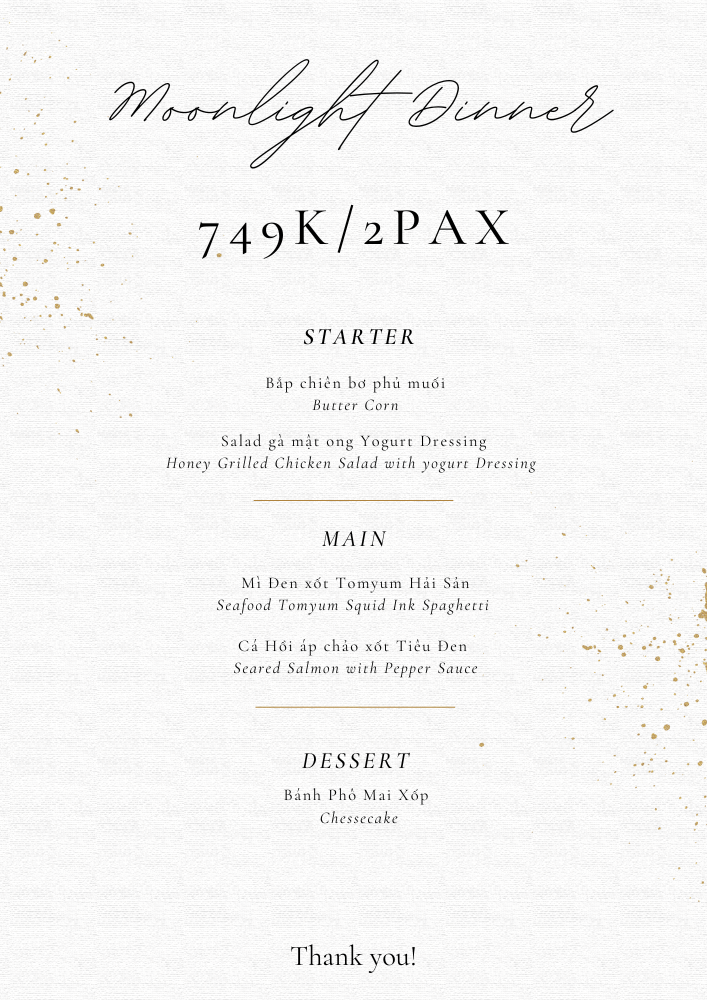 Moonlight Dinner
749K/2PAX
STARTER
Bắp chiên bơ phủ muối
Butter Corn
Salad gà mật ong Yogurt Dressing
Honey Grilled Chicken Salad with yogurt Dressing
MAIN
Mì Đen xốt Tomyum Hải Sản
Seafood Tomyum Squid Ink Spaghetti
Cá Hồi áp chảo xốt Tiêu Đen
Seared Salmon with Pepper Sauce
DESSERT
Bánh Phô Mai Xốp
Chessecake
Thank you!